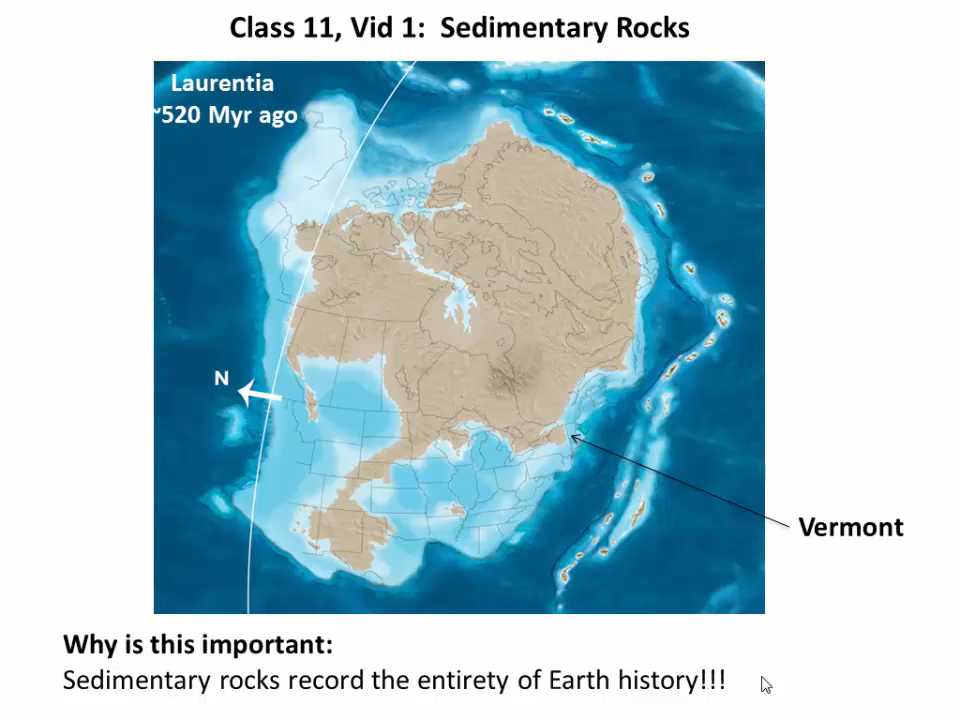 Class 11, Vid 1: Sedimentary Rocks
Laurentia
~520 Myr ago
N
Vermont
Why is this important:
Sedimentary rocks record the entirety of Earth history!!!